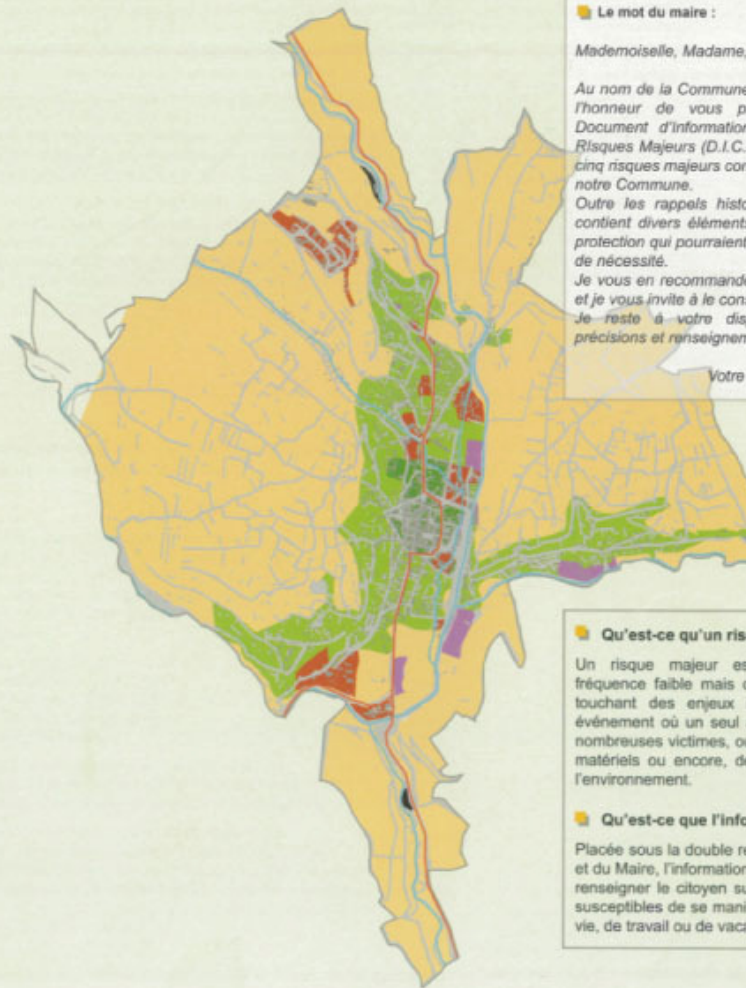 Le mot du maire :
Mademoiselle, Madame,
Au nom de la Commune
l'honneur de vous p
Document d'Information
Risques Majeurs (D.I.C.
cinq risques majeurs con
notre Commune.
Outre les rappels histo
contient divers éléments
protection qui pourraient
de nécessité.
Je vous en recommande
et je vous invite à le cons
Je reste à votre dis
précisions et renseignen
Votre
Qu'est-ce qu'un ris
Un risque majeur es
fréquence faible mais d
touchant des enjeux
événement où un seul
nombreuses victimes, ou
matériels ou encore, de
l'environnement.
Qu'est-ce que l'info
Placée sous la double re
et du Maire, l'information
renseigner le citoyen su
susceptibles de se mani
vie, de travail ou de vaca